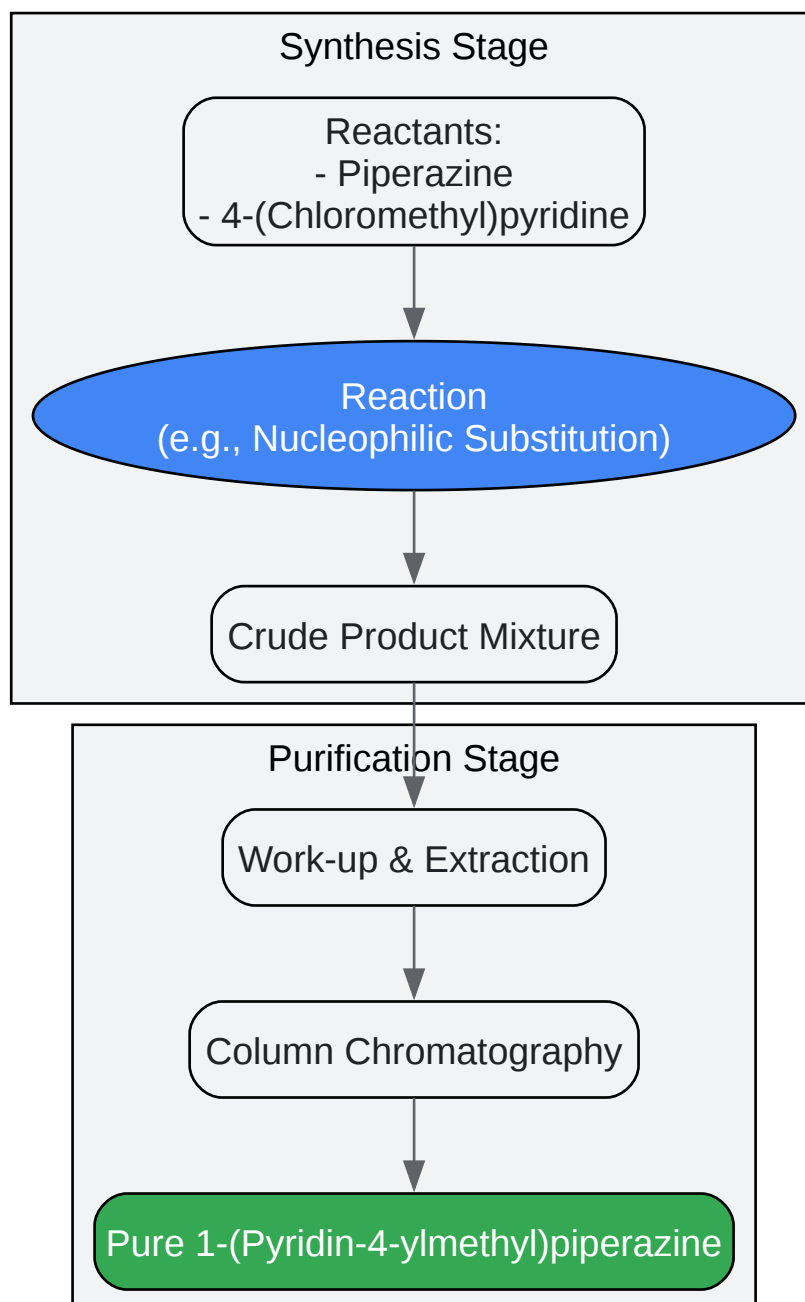 Synthesis Stage
Reactants:
- Piperazine
- 4-(Chloromethyl)pyridine
Reaction
(e.g., Nucleophilic Substitution)
Crude Product Mixture
Purification Stage
Work-up & Extraction
Column Chromatography
Pure 1-(Pyridin-4-ylmethyl)piperazine